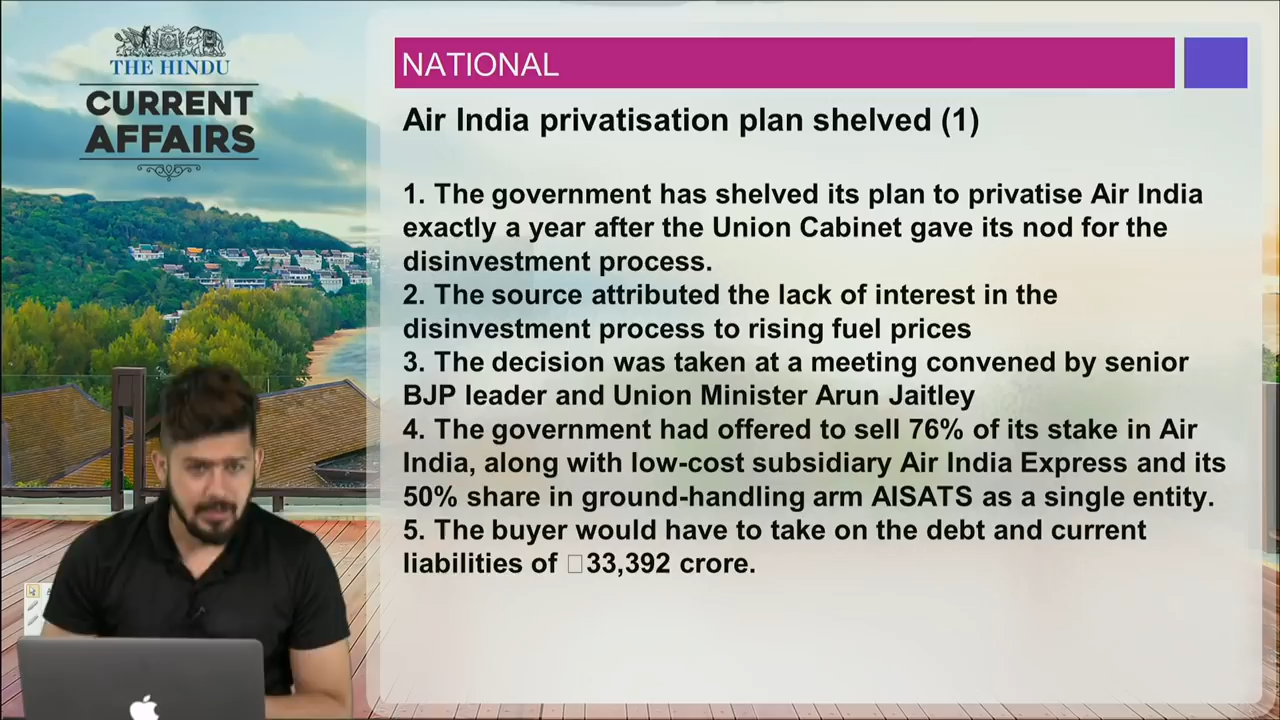 THE HINDU
CURRENT
AFFAIRS
NATIONAL
Air India privatisation plan shelved (1)
1. The government has shelved its plan to privatise Air India
exactly a year after the Union Cabinet gave its nod for the
disinvestment process.
2. The source attributed the lack of interest in the
disinvestment process to rising fuel prices
3. The decision was taken at a meeting convened by senior
BJP leader and Union Minister Arun Jaitley
4. The government had offered to sell 76% of its stake in Air
India, along with low-cost subsidiary Air India Express and its
50% share in ground-handling arm AISATS as a single entity.
5. The buyer would have to take on the debt and current
liabilities of □33,392 crore.